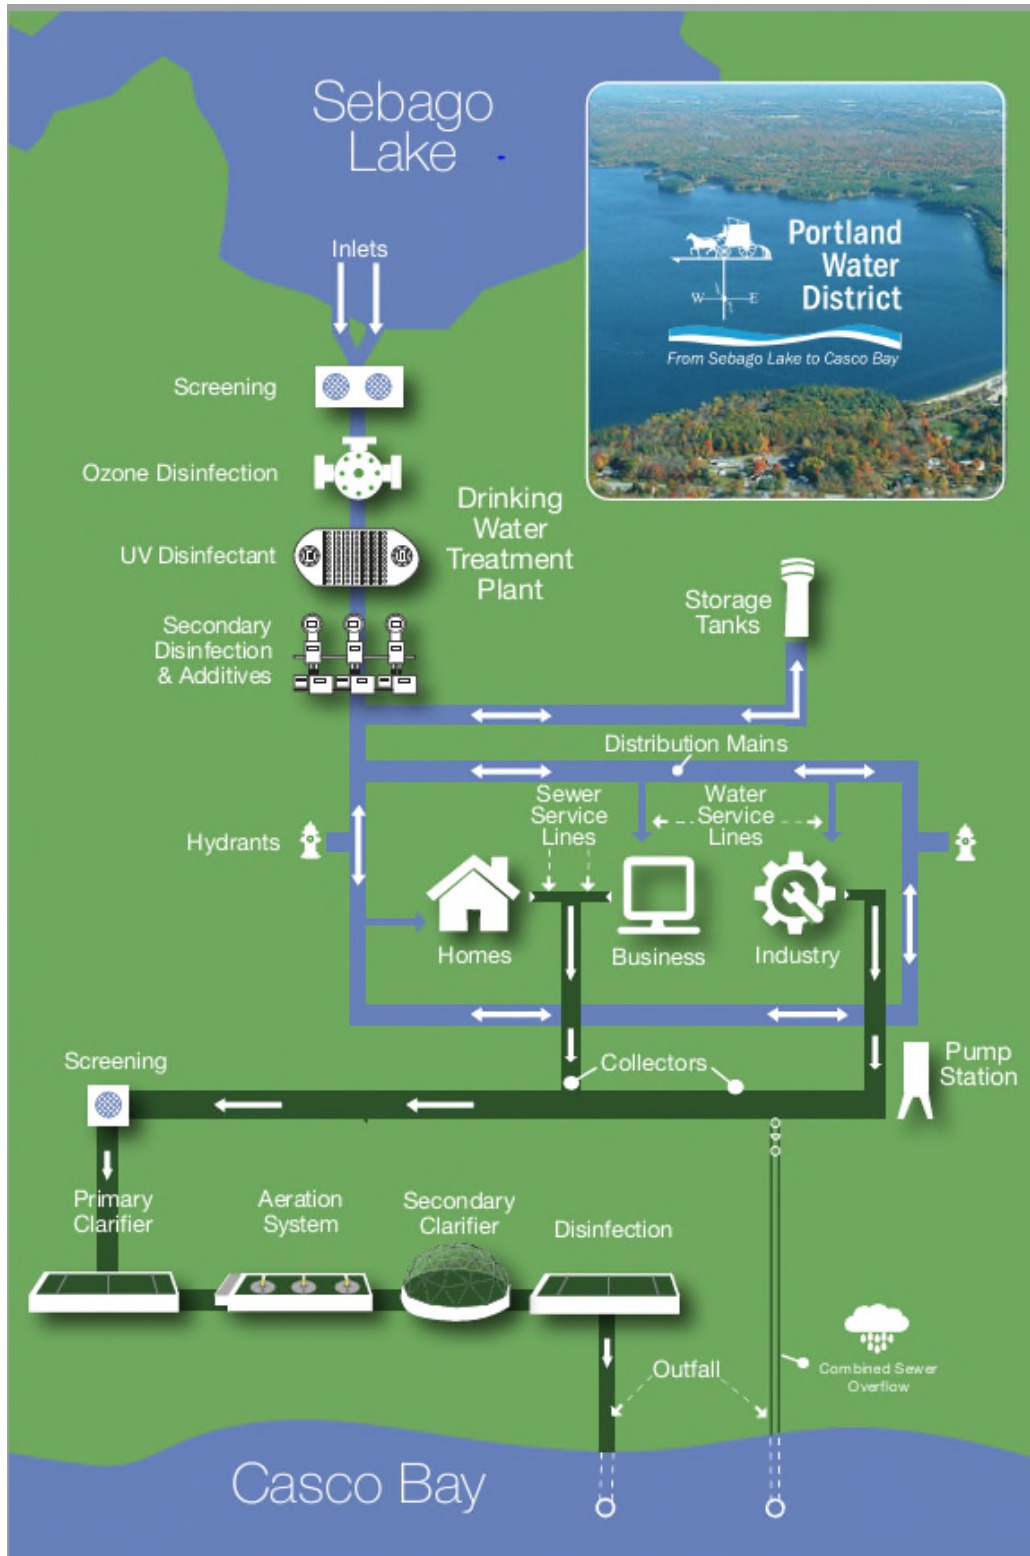 Sebago
Lake
Inlets
Portland
Water
District
W
E
From Sebago Lake to Casco Bay
Screening
Ozone Disinfection
UV Disinfectant
Drinking
Water
Treatment
Plant
Secondary
Disinfection
& Additives
Storage
Tanks
Distribution Mains
Sewer
Service
Lines
Water
Service
Lines
Hydrants
Homes
Business
Industry
Collectors
Pump
Station
Screening
Primary
Clarifier
Aeration
System
Secondary
Clarifier
Disinfection
Combined Sewer
Overflow
Outfall
Casco Bay